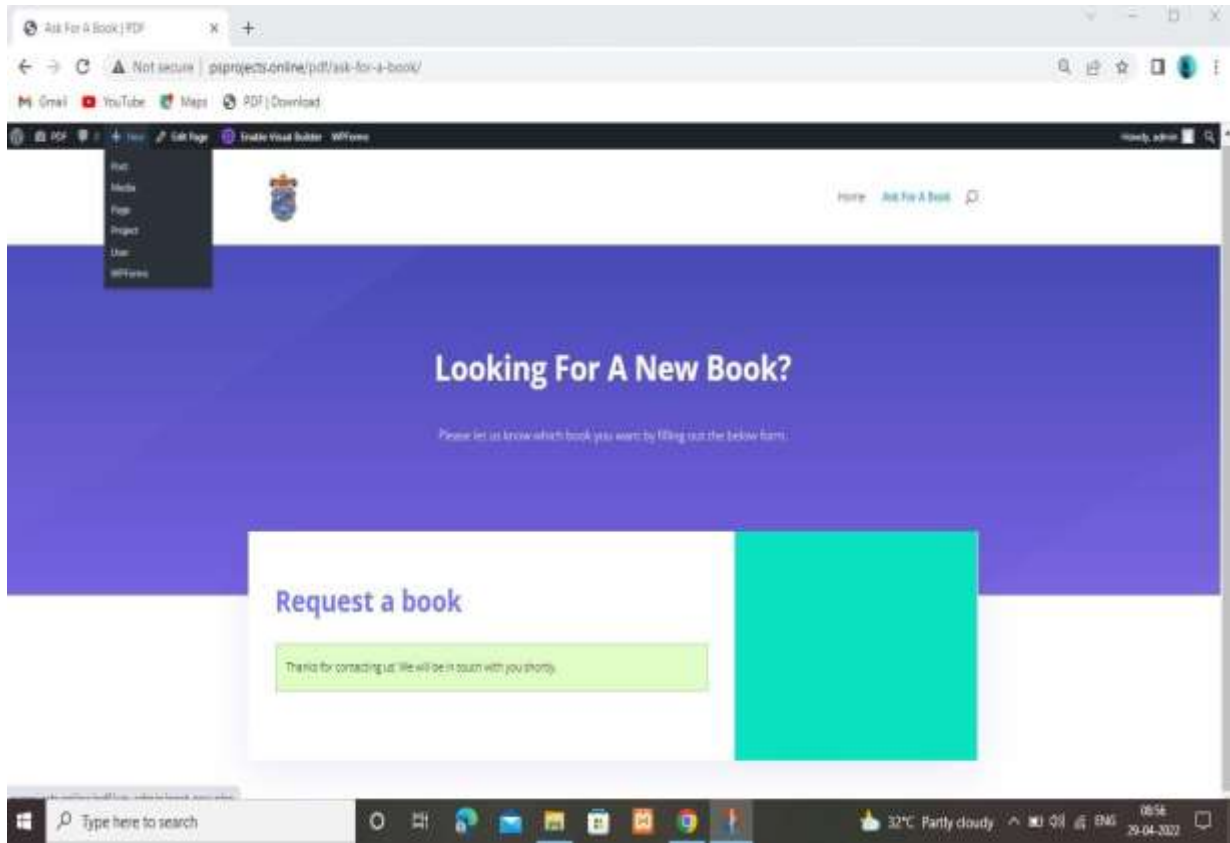 Ask For A Book | PDF
Not secure | psprojects.online/pdf/ask-for-a-book/
Gmail YouTube Maps PDF | Download
PDF New Edit Page Enable Visual Builder WPForms Howdy, admin
Post
Media
Page
Project
User
WPForms
Home Ask For A Book
Looking For A New Book?
Please let us know which book you want by filling out the below form.
Request a book
Thanks for contacting us! We will be in touch with you shortly.
Type here to search
32°C Partly cloudy ENG 08:56
29-04-2022